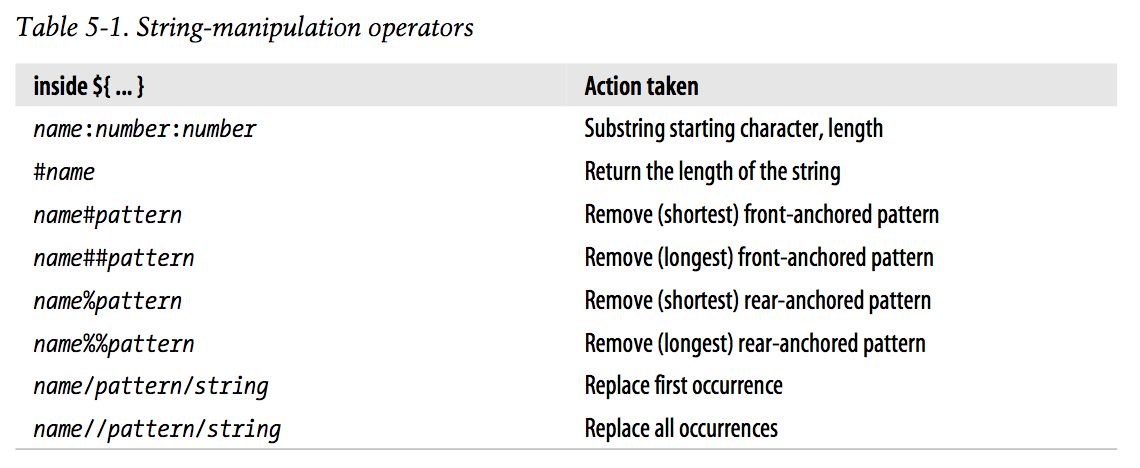 Table 5-1. String-manipulation operators
inside ${ ... } Action taken
name:number:number Substring starting character, length
#name Return the length of the string
name#pattern Remove (shortest) front-anchored pattern
name##pattern Remove (longest) front-anchored pattern
name%pattern Remove (shortest) rear-anchored pattern
name%%pattern Remove (longest) rear-anchored pattern
name/pattern/string Replace first occurrence
name//pattern/string Replace all occurrences